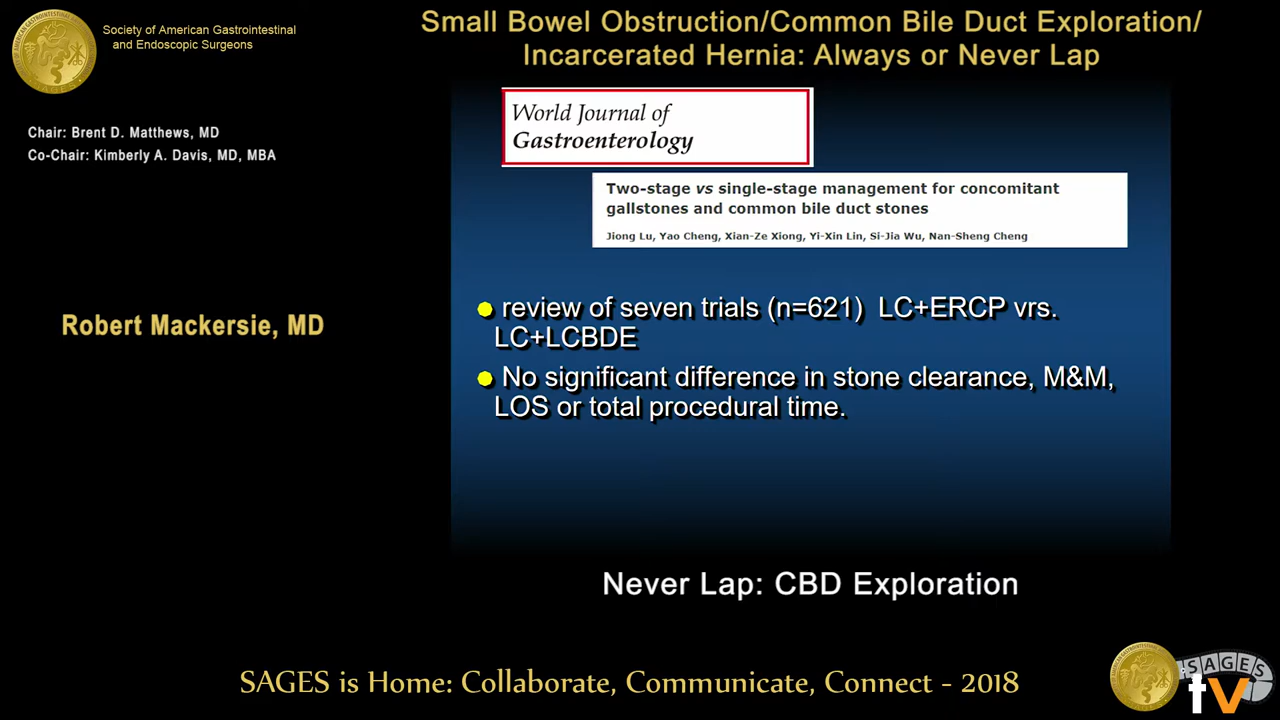 Society of American Gastrointestinal
and Endoscopic Surgeons
Small Bowel Obstruction/Common Bile Duct Exploration/
Incarcerated Hernia: Always or Never Lap
Chair: Brent D. Matthews, MD
Co-Chair: Kimberly A. Davis, MD, MBA
World Journal of
Gastroenterology
Two-stage vs single-stage management for concomitant
gallstones and common bile duct stones
Jiong Lu, Yao Cheng, Xian-Ze Xiong, Yi-Xin Lin, Si-Jia Wu, Nan-Sheng Cheng
Robert Mackersie, MD
review of seven trials (n=621) LC+ERCP vrs.
LC+LCBDE
No significant difference in stone clearance, M&M,
LOS or total procedural time.
Never Lap: CBD Exploration
SAGES is Home: Collaborate, Communicate, Connect - 2018
SAGES
tv